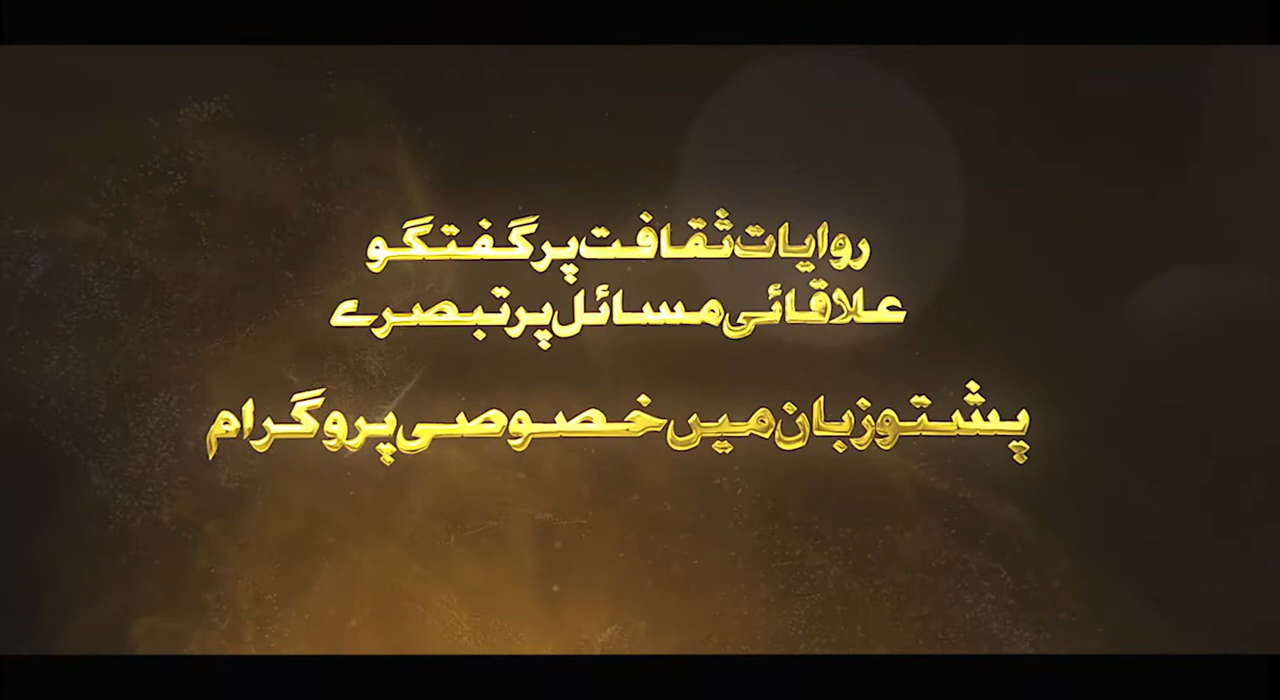 روایات ثقافت پر گفتگو
علاقائی مسائل پر تبصرے
پشتو زبان میں خصوصی پروگرام